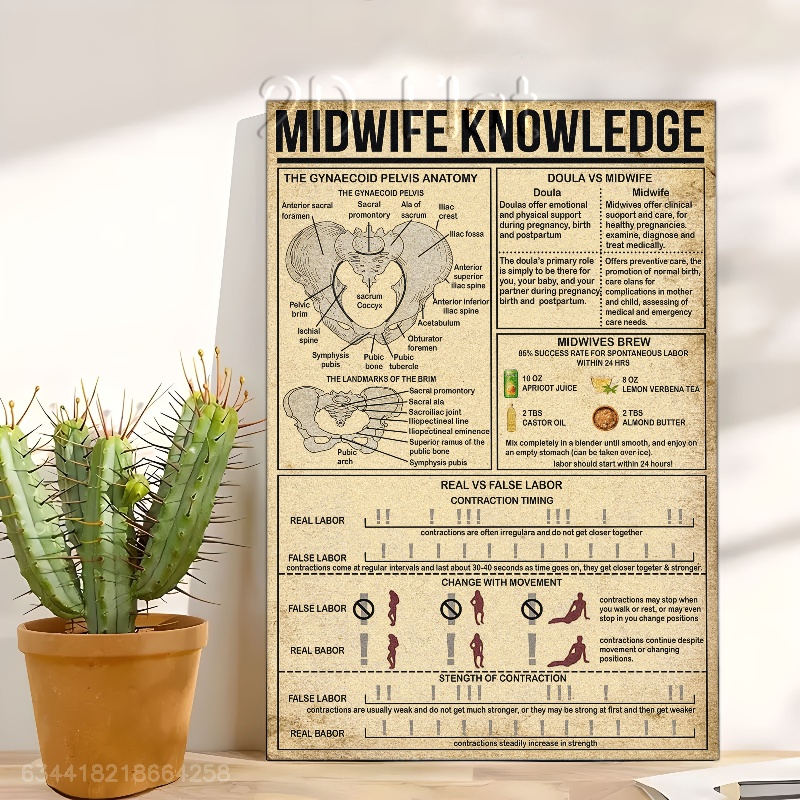 2D Flat
MIDWIFE KNOWLEDGE
THE GYNAECOID PELVIS ANATOMY
THE GYNAECOID PELVIS
Anterior sacral
foramen
Sacral
promontory
Ala of
sacrum
Iliac
crest
Iliac fossa
Anterior
superior
iliac spine
sacrum
Coccyx
Anterior inferior
iliac spine
Pelvic
brim
Acetabulum
Ischial
spine
Obturator
foremen
Symphysis
pubis
Pubic
bone
Pubic
tubercle
THE LANDMARKS OF THE BRIM
Sacral promontory
Sacral ala
Sacroiliac joint
Iliopectineal line
Iliopectineal eminence
Superior ramus of the
pubic bone
Pubic
arch
Symphysis pubis
DOULA VS MIDWIFE
Doula
Doulas offer emotional
and physical support
during pregnancy, birth
and postpartum
The doula's primary role
is simply to be there for
you, your baby, and your
partner during pregnancy
birth and postpartum.
Midwife
Midwives offer clinical
support and care, for
healthy pregnancies.
examine, diagnose and
treat medically.
Offers preventive care, the
promotion of normal birth,
care olans for
complications in mother
and child, assessing of
medical and emergency
care needs.
MIDWIVES BREW
85% SUCCESS RATE FOR SPONTANEOUS LABOR
WITHIN 24 HRS
10 OZ
APRICOT JUICE
8 OZ
LEMON VERBENA TEA
2 TBS
CASTOR OIL
2 TBS
ALMOND BUTTER
Mix completely in a blender until smooth, and enjoy on
an empty stomach (can be taken over ice).
labor should start within 24 hours!
REAL VS FALSE LABOR
CONTRACTION TIMING
REAL LABOR
contractions are often irregulara and do not get closer together
FALSE LABOR
contractions come at regular intervals and last about 30-40 seconds as time goes on, they get closer togeter & stronger.
CHANGE WITH MOVEMENT
FALSE LABOR
contractions may stop when
you walk or rest, or may even
stop in you change positions
REAL BABOR
contractions continue despite
movement or changing
positions.
STENGTH OF CONTRACTION
FALSE LABOR
contractions are usually weak and do not get much stronger, or they may be strong at first and then get weaker
REAL BABOR
contractions steadily increase in strength
634418218664258